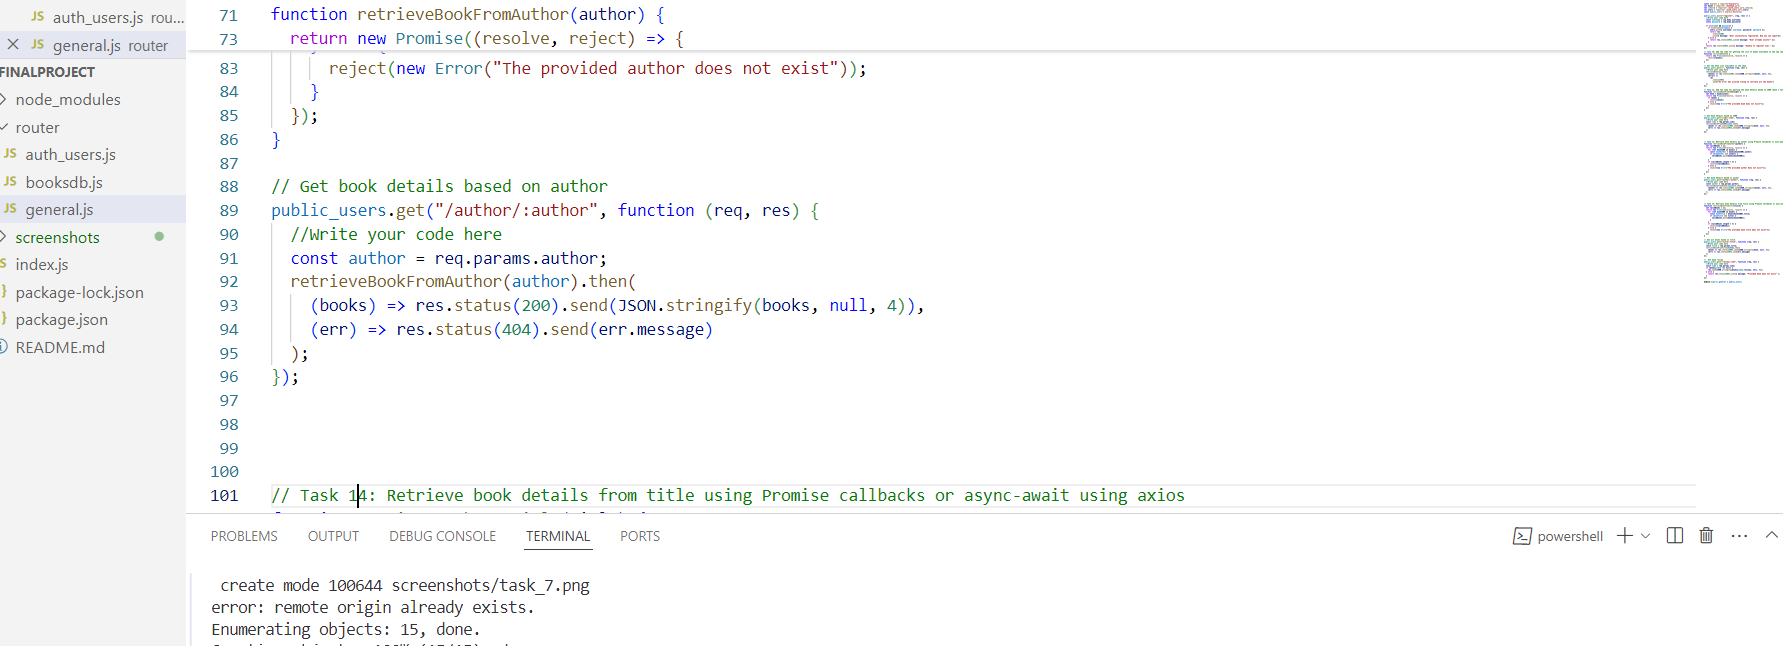 JS auth_users.js rou...
JS general.js router
FINALPROJECT
node_modules
router
JS auth_users.js
JS booksdb.js
JS general.js
screenshots
S index.js
} package-lock.json
} package.json
README.md
71 function retrieveBookFromAuthor(author) {
73 return new Promise((resolve, reject) => {
83 reject(new Error("The provided author does not exist"));
84 }
85 });
86 }
87
88 // Get book details based on author
89 public_users.get("/author/:author", function (req, res) {
90 //Write your code here
91 const author = req.params.author;
92 retrieveBookFromAuthor(author).then(
93 (books) => res.status(200).send(JSON.stringify(books, null, 4)),
94 (err) => res.status(404).send(err.message)
95 );
96 });
97
98
99
100
101 // Task 14: Retrieve book details from title using Promise callbacks or async-await using axios
PROBLEMS OUTPUT DEBUG CONSOLE TERMINAL PORTS powershell
create mode 100644 screenshots/task_7.png
error: remote origin already exists.
Enumerating objects: 15, done.